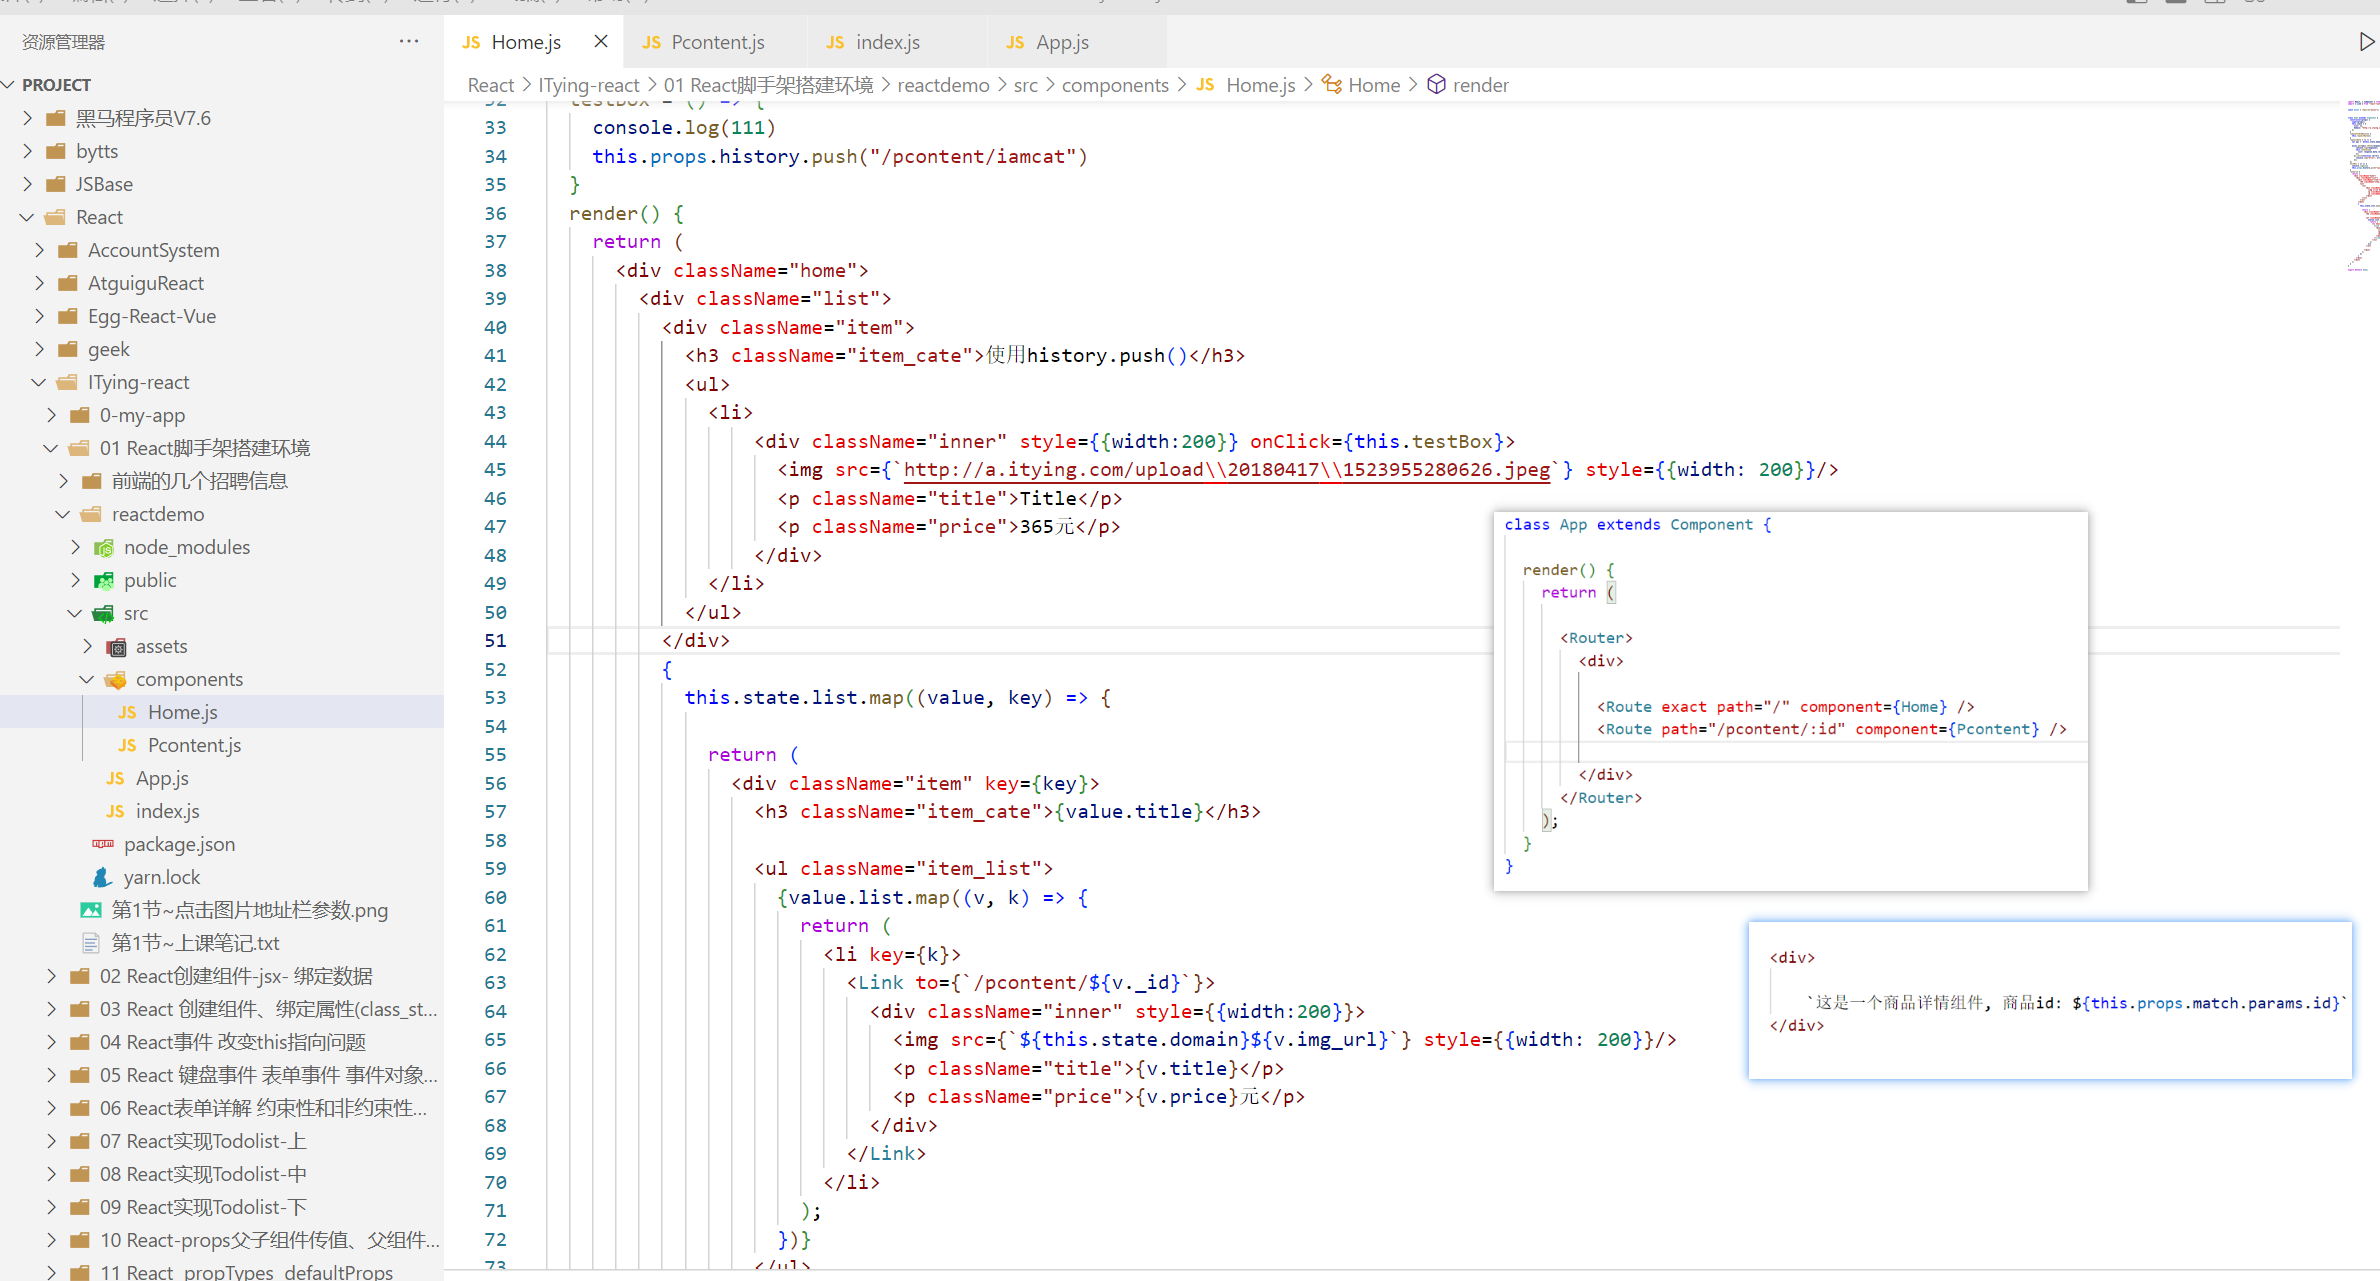 资源管理器
PROJECT
黑马程序员V7.6
bytts
JSBase
React
AccountSystem
AtguiguReact
Egg-React-Vue
geek
ITying-react
0-my-app
01 React脚手架搭建环境
前端的几个招聘信息
reactdemo
node_modules
public
src
assets
components
JS Home.js
JS Pcontent.js
JS App.js
JS index.js
package.json
yarn.lock
第1节~点击图片地址栏参数.png
第1节~上课笔记.txt
02 React创建组件-jsx- 绑定数据
03 React 创建组件、绑定属性(class_st...
04 React事件 改变this指向问题
05 React 键盘事件 表单事件 事件对象...
06 React表单详解 约束性和非约束性...
07 React实现Todolist-上
08 React实现Todolist-中
09 React实现Todolist-下
10 React-props父子组件传值、父组件...
11 React propTypes defaultProps
JS Home.js JS Pcontent.js JS index.js JS App.js
React > ITying-react > 01 React脚手架搭建环境 > reactdemo > src > components > JS Home.js > Home > render
32 testBox = () => {
33 console.log(111)
34 this.props.history.push("/pcontent/iamcat")
35 }
36 render() {
37 return (
38 <div className="home">
39 <div className="list">
40 <div className="item">
41 <h3 className="item_cate">使用history.push()</h3>
42 <ul>
43 <li>
44 <div className="inner" style={{width:200}} onClick={this.testBox}>
45 <img src={`http://a.itying.com/upload\\20180417\\1523955280626.jpeg`} style={{width: 200}}/>
46 <p className="title">Title</p>
47 <p className="price">365元</p>
48 </div>
49 </li>
50 </ul>
51 </div>
52 {
53 this.state.list.map((value, key) => {
54
55 return (
56 <div className="item" key={key}>
57 <h3 className="item_cate">{value.title}</h3>
58
59 <ul className="item_list">
60 {value.list.map((v, k) => {
61 return (
62 <li key={k}>
63 <Link to={`/pcontent/${v._id}`}>
64 <div className="inner" style={{width:200}}>
65 <img src={`${this.state.domain}${v.img_url}`} style={{width: 200}}/>
66 <p className="title">{v.title}</p>
67 <p className="price">{v.price}元</p>
68 </div>
69 </Link>
70 </li>
71 );
72 })}
73 </ul>
class App extends Component {
render() {
return (
<Router>
<div>
<Route exact path="/" component={Home} />
<Route path="/pcontent/:id" component={Pcontent} />
</div>
</Router>
);
}
}
<div>
`这是一个商品详情组件, 商品id: ${this.props.match.params.id}`
</div>